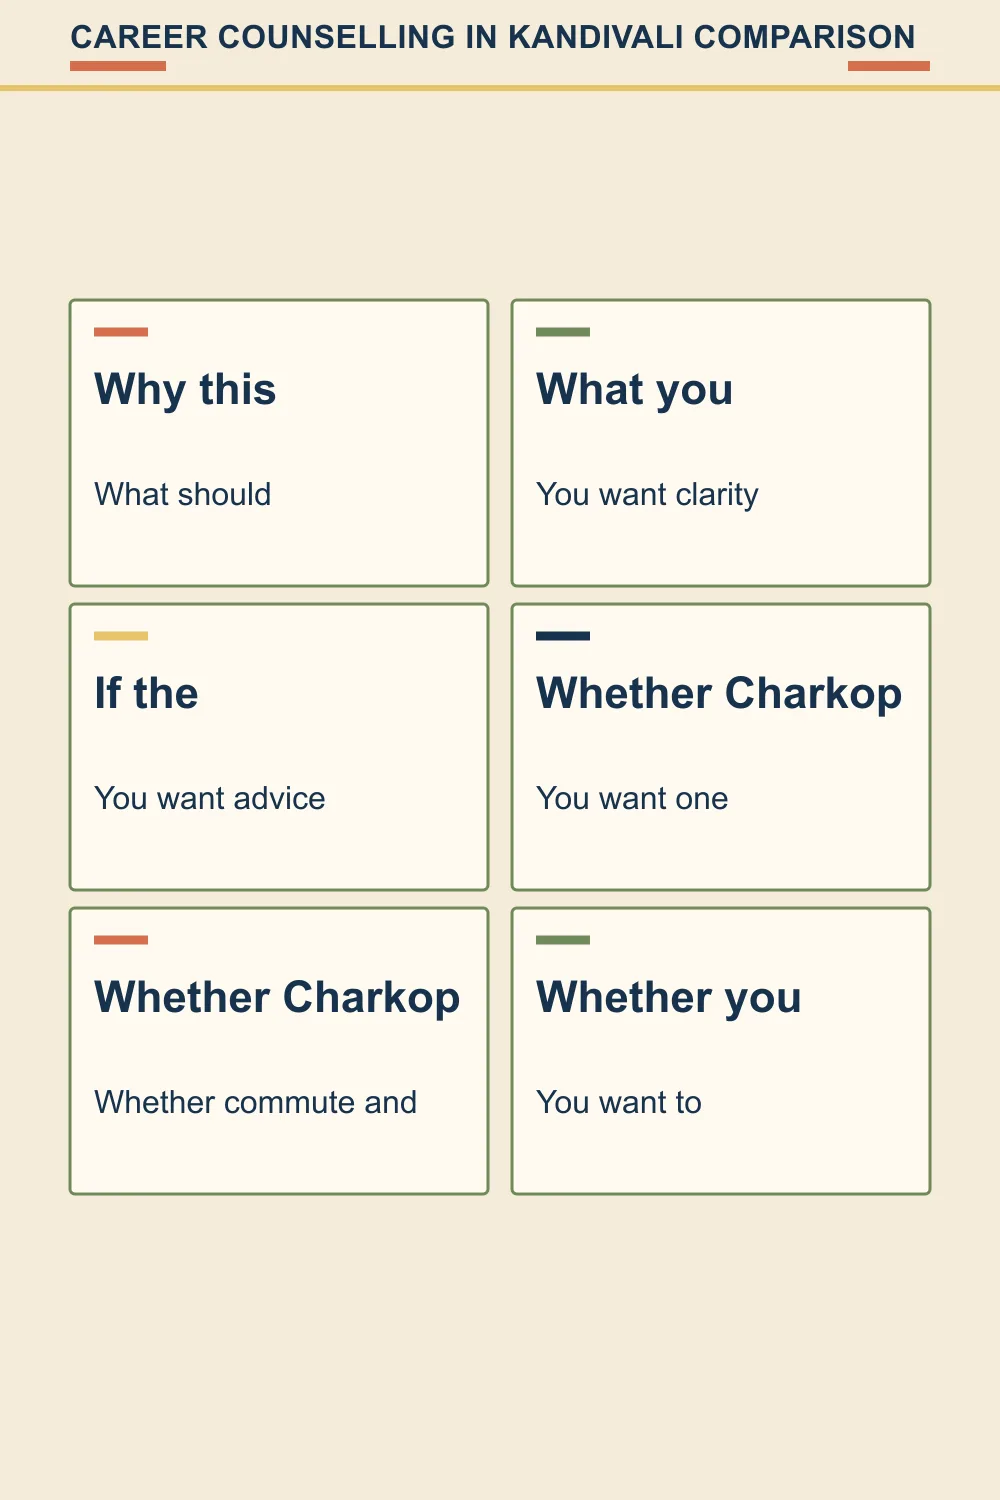 CAREER COUNSELLING IN KANDIVALI COMPARISON
Why this
What should
What you
You want clarity
If the
You want advice
Whether Charkop
You want one
Whether Charkop
Whether commute and
Whether you
You want to